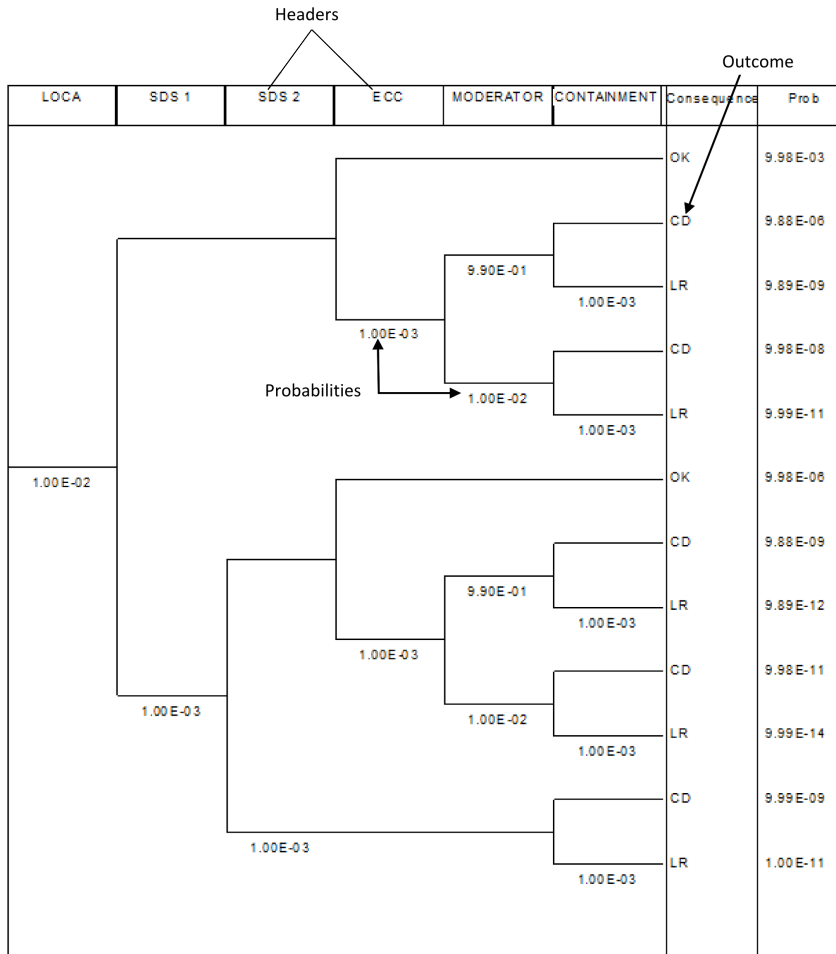 Headers
Outcome
LOCA SDS 1 SDS 2 ECC MODERATOR CONTAINMENT Consequence Prob
OK 9.98E-03
CD 9.88E-06
9.90E-01
LR 9.89E-09
1.00E-03
1.00E-03
CD 9.98E-08
Probabilities
1.00E-02
LR 9.99E-11
1.00E-03
OK 9.98E-06
1.00E-02
CD 9.88E-09
9.90E-01
LR 9.89E-12
1.00E-03
1.00E-03
CD 9.98E-11
1.00E-03
1.00E-02
LR 9.99E-14
1.00E-03
CD 9.99E-09
1.00E-03
LR 1.00E-11
1.00E-03